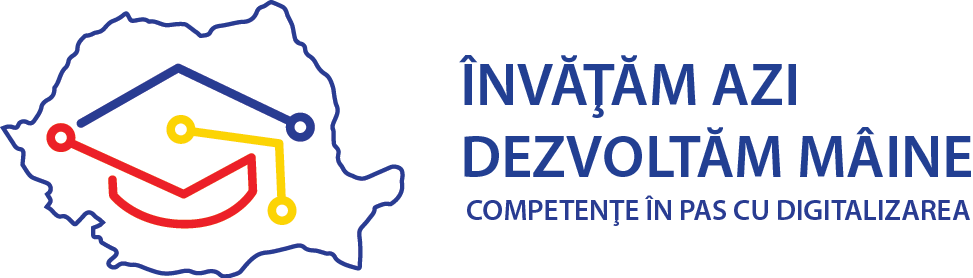 ÎNVĂŢĂM AZI
DEZVOLTĂM MÂINE
COMPETENŢE ÎN PAS CU DIGITALIZAREA